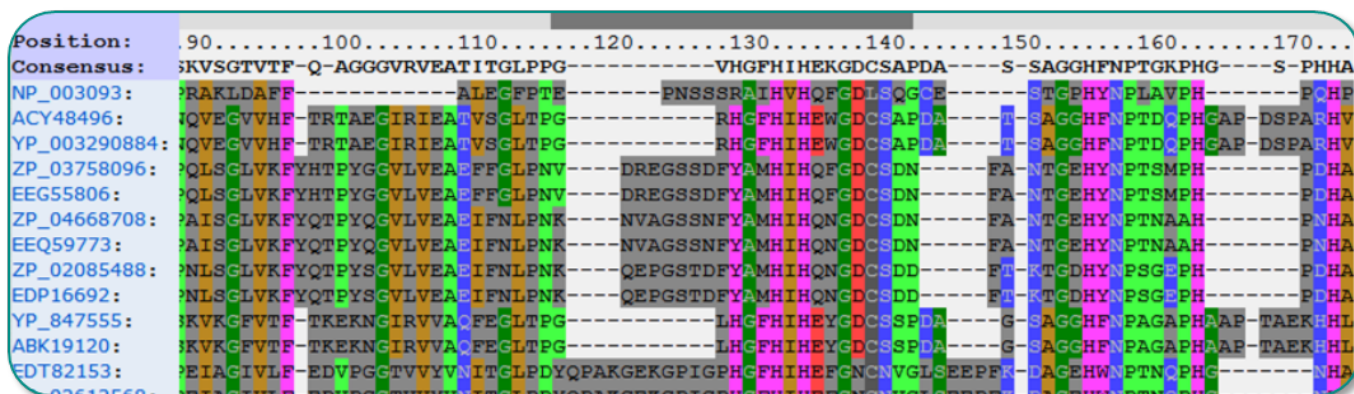 Position: .90.......100.......110.......120.......130.......140.......150.......160.......170...
Consensus: SKVSGTVTF-Q-AGGGVRVEATITGLPPG-----------VHGFHIHEKGDCSAPDA----S-SAGGHFNPTGKPHG----S-PHHA
NP_003093: PRAKLDAFF------------ALEGFPTE-------PNSSSRAIHVHQFGDLSQGCE------STGPHYNPLAVPH-------PQHP
ACY48496: NQVEGVVHF-TRTAEGIRIEATVSGLTPG-----------RHGFHIHEWGDCSAPDA----T-SAGGHFNPTDQPHGAP-DSPARHV
YP_003290884: NQVEGVVHF-TRTAEGIRIEATVSGLTPG-----------RHGFHIHEWGDCSAPDA----T-SAGGHFNPTDQPHGAP-DSPARHV
ZP_03758096: PQLSGLVKFYHTPYGGVLVEAEFFGLPNV----DREGSSDFYAMHIHQFGDCSDN-----FA-NTGEHYNPTSMPH-------PDHA
EEG55806: PQLSGLVKFYHTPYGGVLVEAEFFGLPNV----DREGSSDFYAMHIHQFGDCSDN-----FA-NTGEHYNPTSMPH-------PDHA
ZP_04668708: PAISGLVKFYQTPYQGVLVEAEIFNLPNK----NVAGSSNFYAMHIHQNGDCSDN-----FA-NTGEHYNPTNAAH-------PNHA
EEQ59773: PAISGLVKFYQTPYQGVLVEAEIFNLPNK----NVAGSSNFYAMHIHQNGDCSDN-----FA-NTGEHYNPTNAAH-------PNHA
ZP_02085488: PNLSGLVKFYQTPYSGVLVEAEIFNLPNK----QEPGSTDFYAMHIHQNGDCSDD-----FT-KTGDHYNPSGEPH-------PDHA
EDP16692: PNLSGLVKFYQTPYSGVLVEAEIFNLPNK----QEPGSTDFYAMHIHQNGDCSDD-----FT-KTGDHYNPSGEPH-------PDHA
YP_847555: SKVKGFVTF-TKEKNGIRVVAQFEGLTPG-----------LHGFHIHEYGDCSSPDA----G-SAGGHFNPAGAPHAAP-TAEKHHL
ABK19120: SKVKGFVTF-TKEKNGIRVVAQFEGLTPG-----------LHGFHIHEYGDCSSPDA----G-SAGGHFNPAGAPHAAP-TAEKHHL
EDT82153: PEIAGIVLF-EDVPGGTVVYVNITGLPDYQPAKGEKGPIGPHGFHIHEFGNCNVGLSEEPFK-DAGEHWNPTNQPHG-------NHA